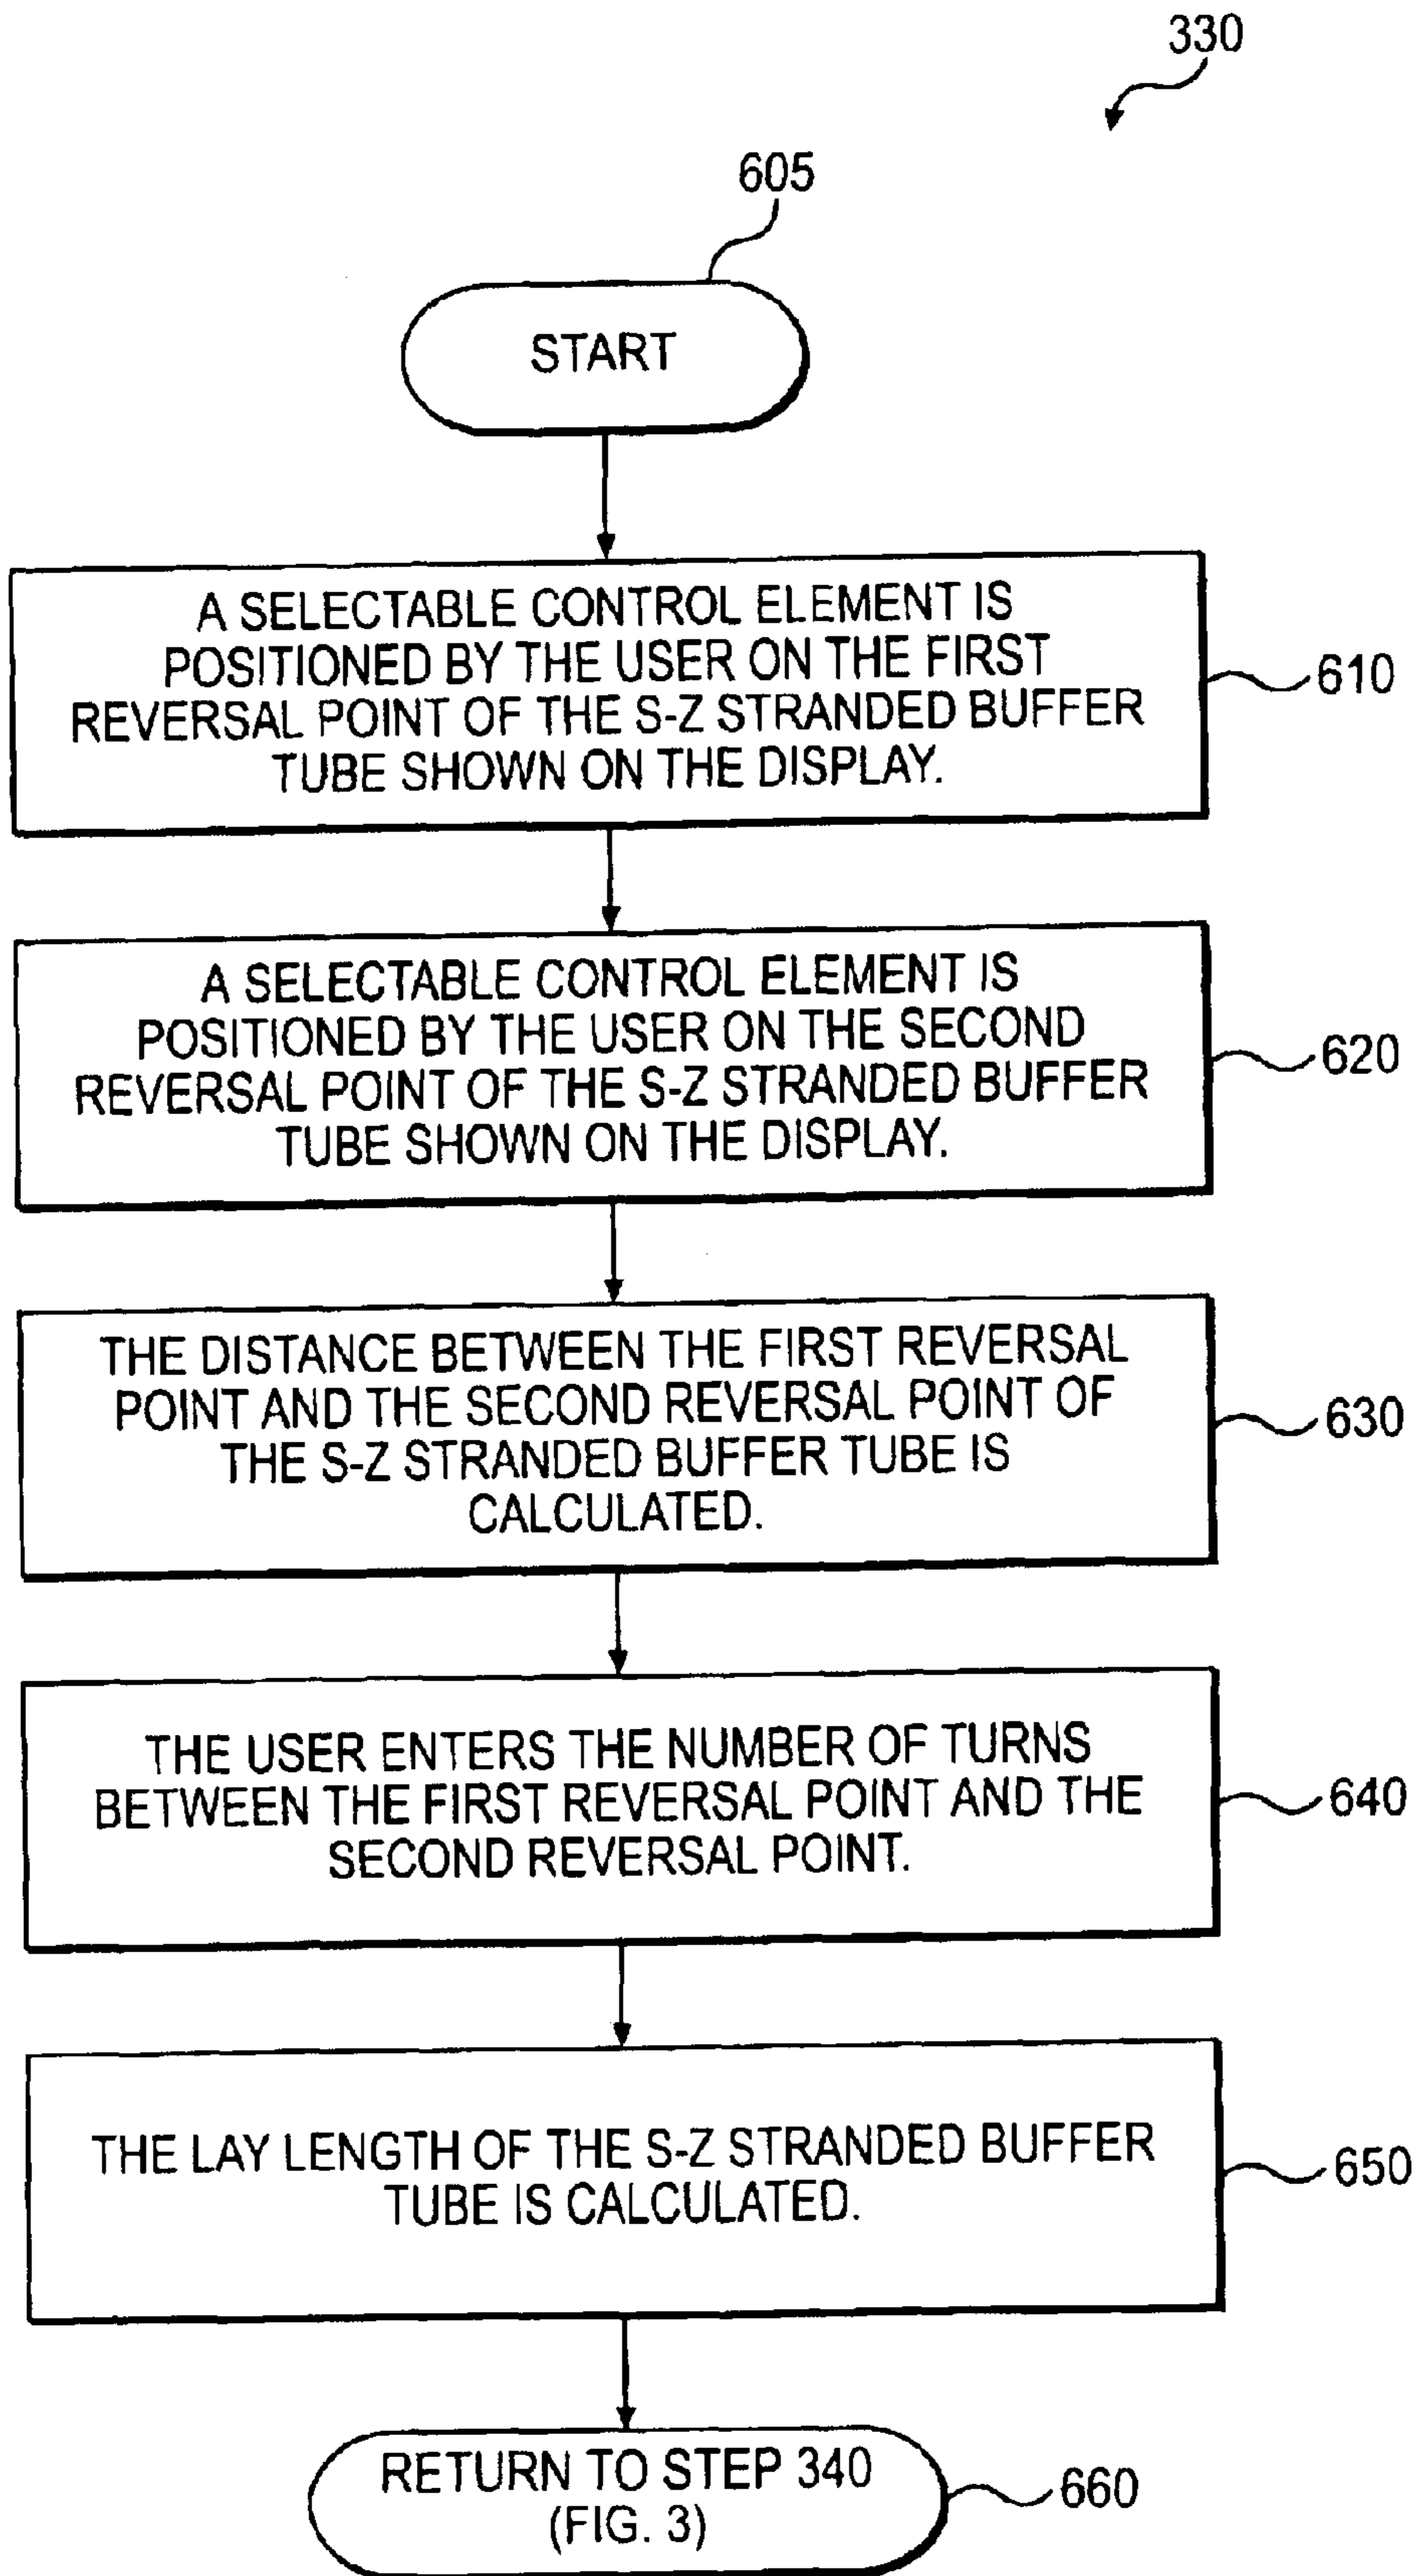 330
605
START
A SELECTABLE CONTROL ELEMENT IS
POSITIONED BY THE USER ON THE FIRST
REVERSAL POINT OF THE S-Z STRANDED BUFFER
TUBE SHOWN ON THE DISPLAY.
610
A SELECTABLE CONTROL ELEMENT IS
POSITIONED BY THE USER ON THE SECOND
REVERSAL POINT OF THE S-Z STRANDED BUFFER
TUBE SHOWN ON THE DISPLAY.
620
THE DISTANCE BETWEEN THE FIRST REVERSAL
POINT AND THE SECOND REVERSAL POINT OF
THE S-Z STRANDED BUFFER TUBE IS
CALCULATED.
630
THE USER ENTERS THE NUMBER OF TURNS
BETWEEN THE FIRST REVERSAL POINT AND THE
SECOND REVERSAL POINT.
640
THE LAY LENGTH OF THE S-Z STRANDED BUFFER
TUBE IS CALCULATED.
650
RETURN TO STEP 340
(FIG. 3)
660